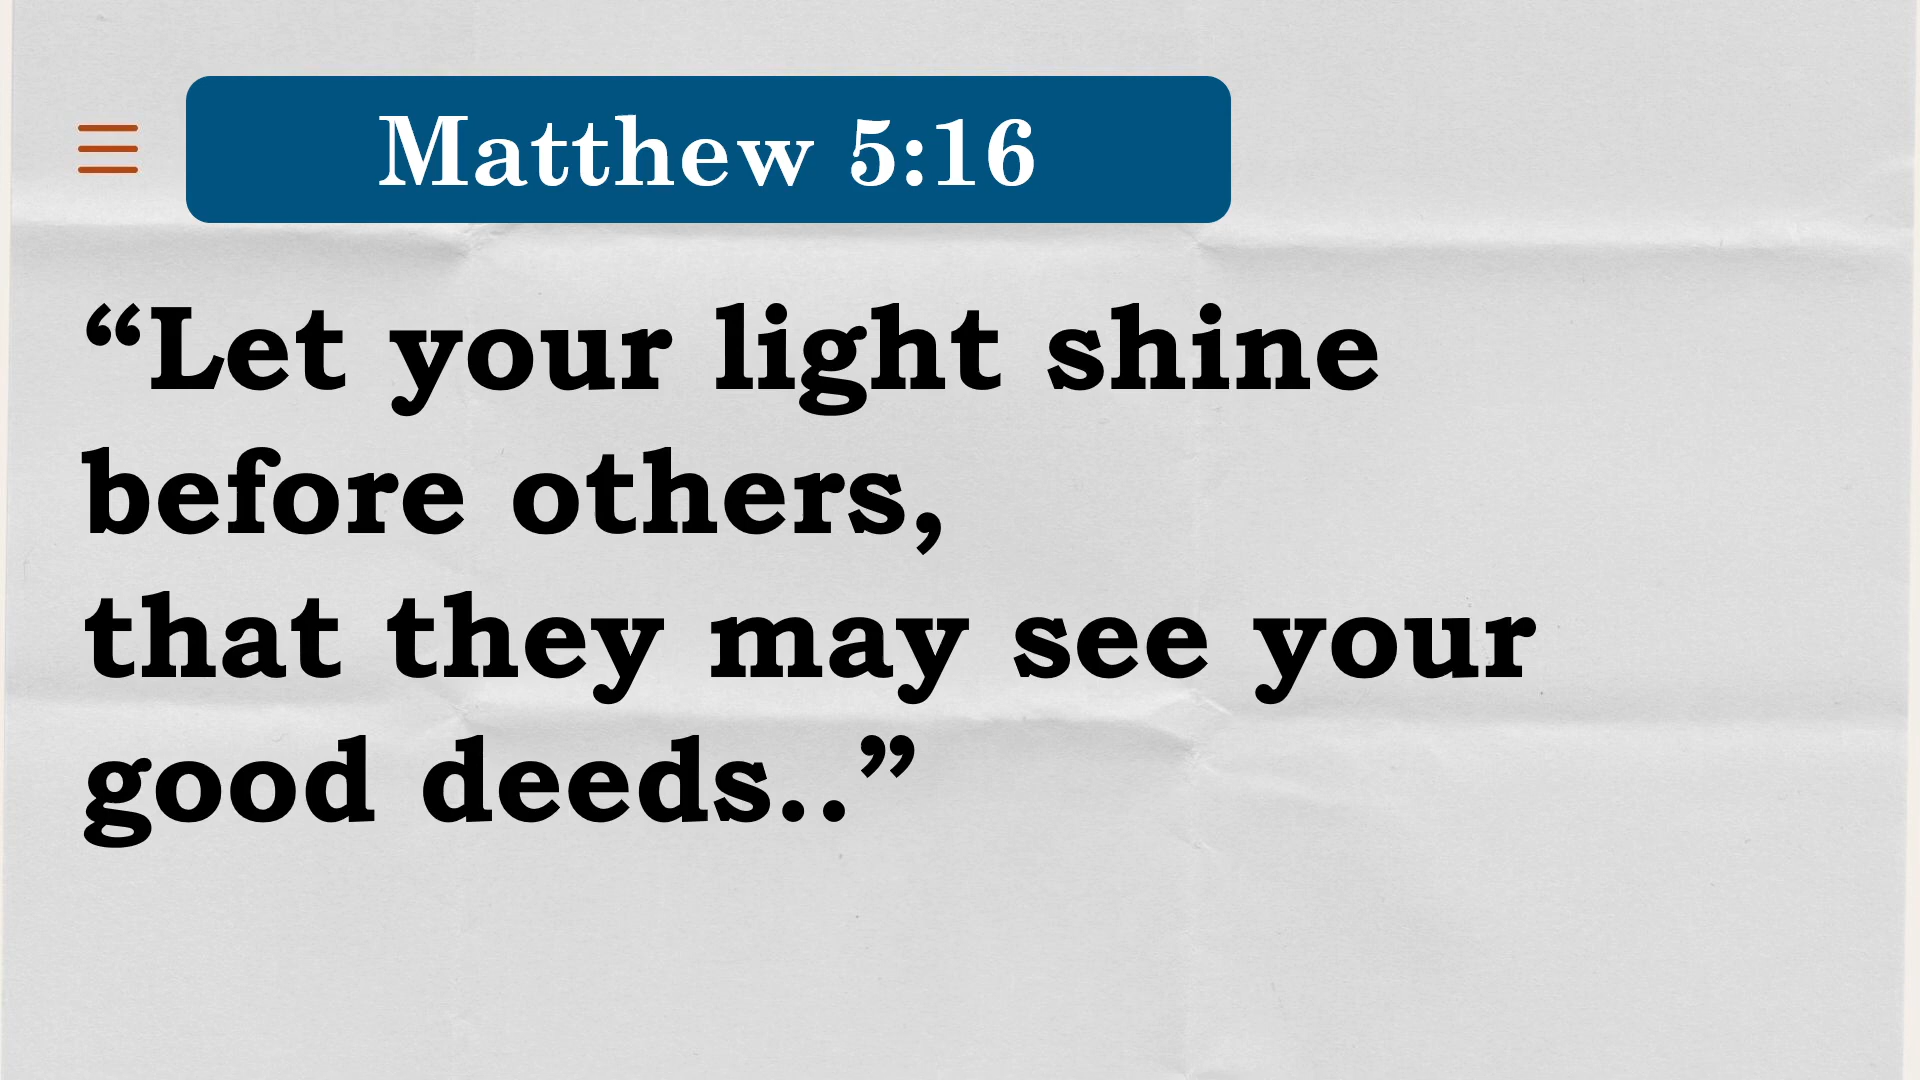 Matthew 5:16
“Let your light shine
before others,
that they may see your
good deeds..”